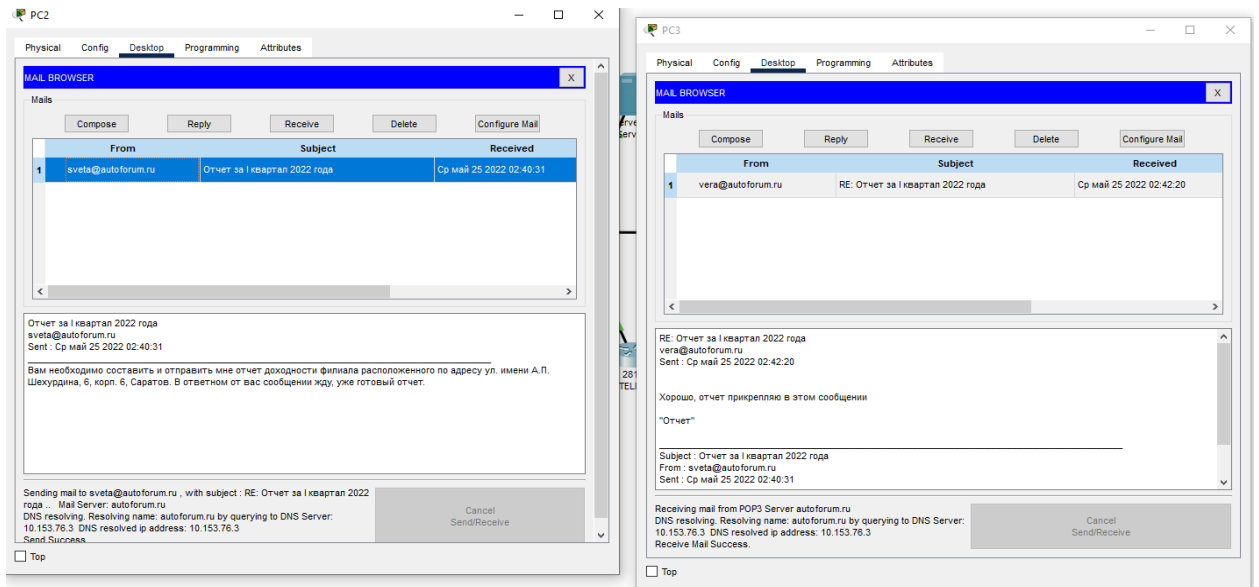 PC2
Physical Config Desktop Programming Attributes
MAIL BROWSER X
Mails
Compose Reply Receive Delete Configure Mail
From Subject Received
1 sveta@autoforum.ru Отчет за I квартал 2022 года Ср май 25 2022 02:40:31
Отчет за I квартал 2022 года
sveta@autoforum.ru
Sent : Ср май 25 2022 02:40:31
Вам необходимо составить и отправить мне отчет доходности филиала расположенного по адресу ул. имени А.П.
Шехурдина, 6, корп. 6, Саратов. В ответном от вас сообщении жду, уже готовый отчет.
Sending mail to sveta@autoforum.ru , with subject : RE: Отчет за I квартал 2022
года .. Mail Server: autoforum.ru
DNS resolving. Resolving name: autoforum.ru by querying to DNS Server:
10.153.76.3 DNS resolved ip address: 10.153.76.3
Send Success.
Cancel
Send/Receive
Top
281
PC3
Physical Config Desktop Programming Attributes
MAIL BROWSER X
Mails
Compose Reply Receive Delete Configure Mail
From Subject Received
1 vera@autoforum.ru RE: Отчет за I квартал 2022 года Ср май 25 2022 02:42:20
RE: Отчет за I квартал 2022 года
vera@autoforum.ru
Sent : Ср май 25 2022 02:42:20
Хорошо, отчет прикрепляю в этом сообщении
"Отчет"
Subject : Отчет за I квартал 2022 года
From : sveta@autoforum.ru
Sent : Ср май 25 2022 02:40:31
Receiving mail from POP3 Server autoforum.ru
DNS resolving. Resolving name: autoforum.ru by querying to DNS Server:
10.153.76.3 DNS resolved ip address: 10.153.76.3
Receive Mail Success.
Cancel
Send/Receive
Top